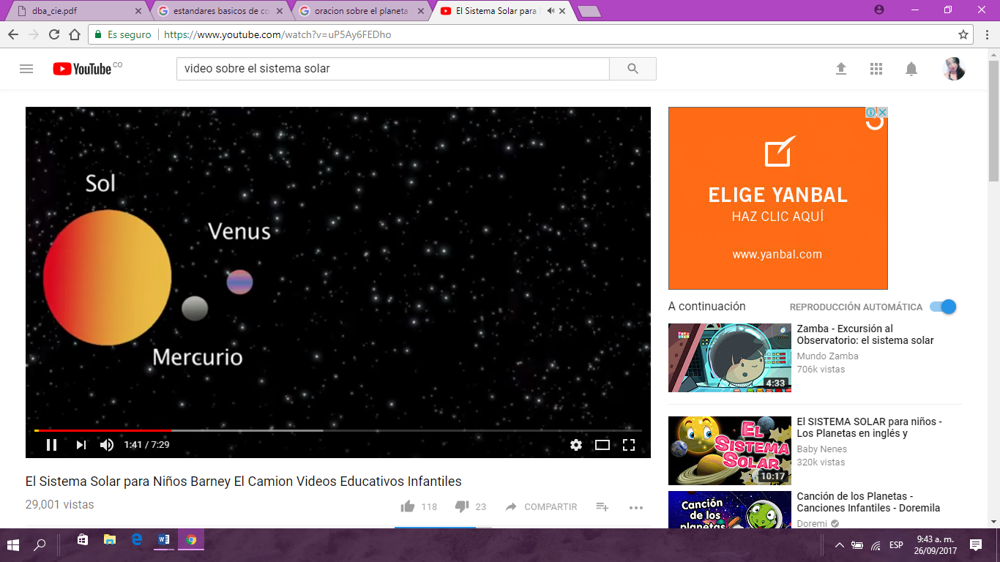 dba_cie.pdf
estandares basicos de co
oracion sobre el planeta
El Sistema Solar para
Es seguro
https://www.youtube.com/watch?v=uP5Ay6FEDho
YouTube CO
video sobre el sistema solar
Sol
Venus
Mercurio
1:41 / 7:29
ELIGE YANBAL
HAZ CLIC AQUÍ
www.yanbal.com
A continuación
REPRODUCCIÓN AUTOMÁTICA
Zamba - Excursión al
Observatorio: el sistema solar
Mundo Zamba
706k vistas
4:33
EL
SISTEMA
SOLAR
10:17
El SISTEMA SOLAR para niños -
Los Planetas en inglés y
Baby Nenes
320k vistas
Canción
de los
planetas
Canción de los Planetas -
Canciones Infantiles - Doremila
Doremi
El Sistema Solar para Niños Barney El Camion Videos Educativos Infantiles
29,001 vistas
118
23
COMPARTIR
ESP
9:43 a. m.
26/09/2017